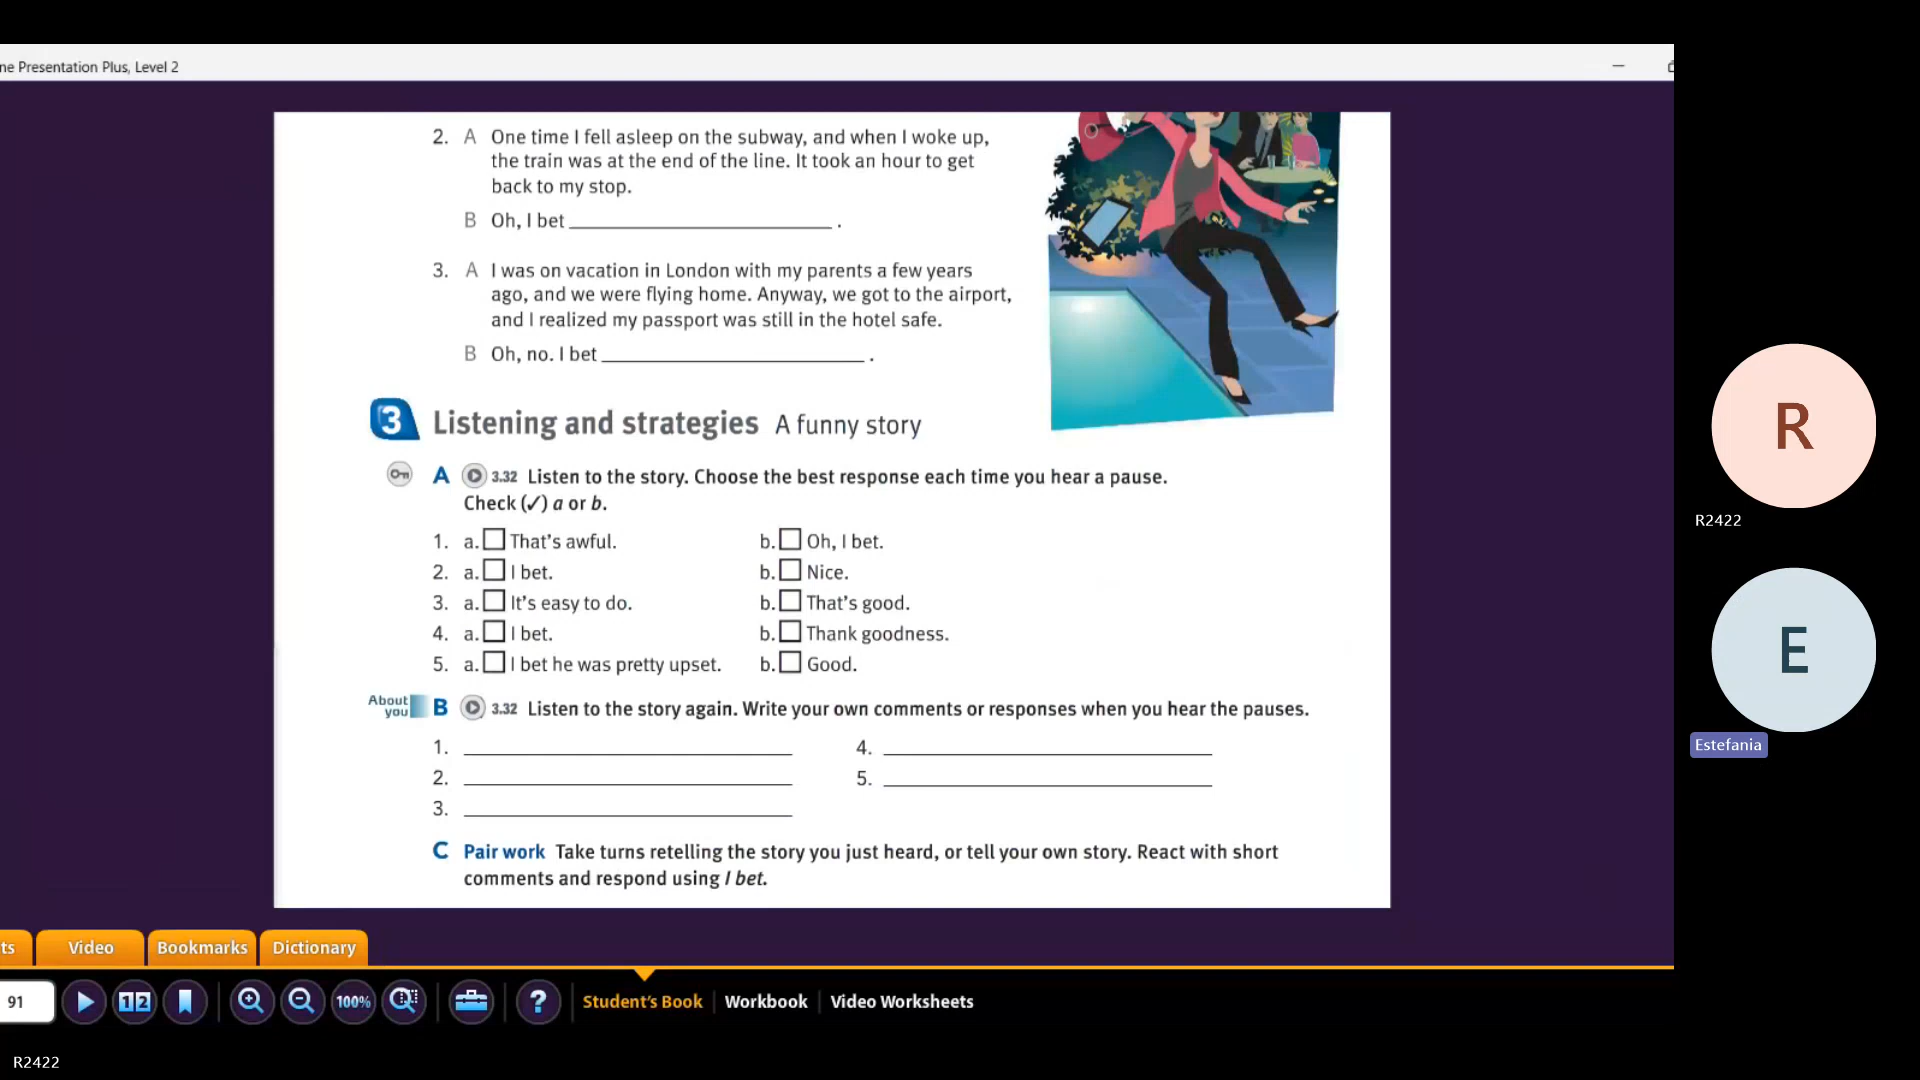 ne Presentation Plus, Level 2
2. A One time I fell asleep on the subway, and when I woke up,
the train was at the end of the line. It took an hour to get
back to my stop.
B Oh, I bet ______________________ .
3. A I was on vacation in London with my parents a few years
ago, and we were flying home. Anyway, we got to the airport,
and I realized my passport was still in the hotel safe.
B Oh, no. I bet ______________________ .
3 Listening and strategies A funny story
A 3.32 Listen to the story. Choose the best response each time you hear a pause.
Check (✓) a or b.
1. a. ☐ That's awful. b. ☐ Oh, I bet.
2. a. ☐ I bet. b. ☐ Nice.
3. a. ☐ It's easy to do. b. ☐ That's good.
4. a. ☐ I bet. b. ☐ Thank goodness.
5. a. ☐ I bet he was pretty upset. b. ☐ Good.
About you B 3.32 Listen to the story again. Write your own comments or responses when you hear the pauses.
1. ______________________ 4. ______________________
2. ______________________ 5. ______________________
3. ______________________
C Pair work Take turns retelling the story you just heard, or tell your own story. React with short
comments and respond using I bet.
R
R2422
E
Estefania
ts Video Bookmarks Dictionary
91 1 2 100% ? Student's Book Workbook Video Worksheets
R2422